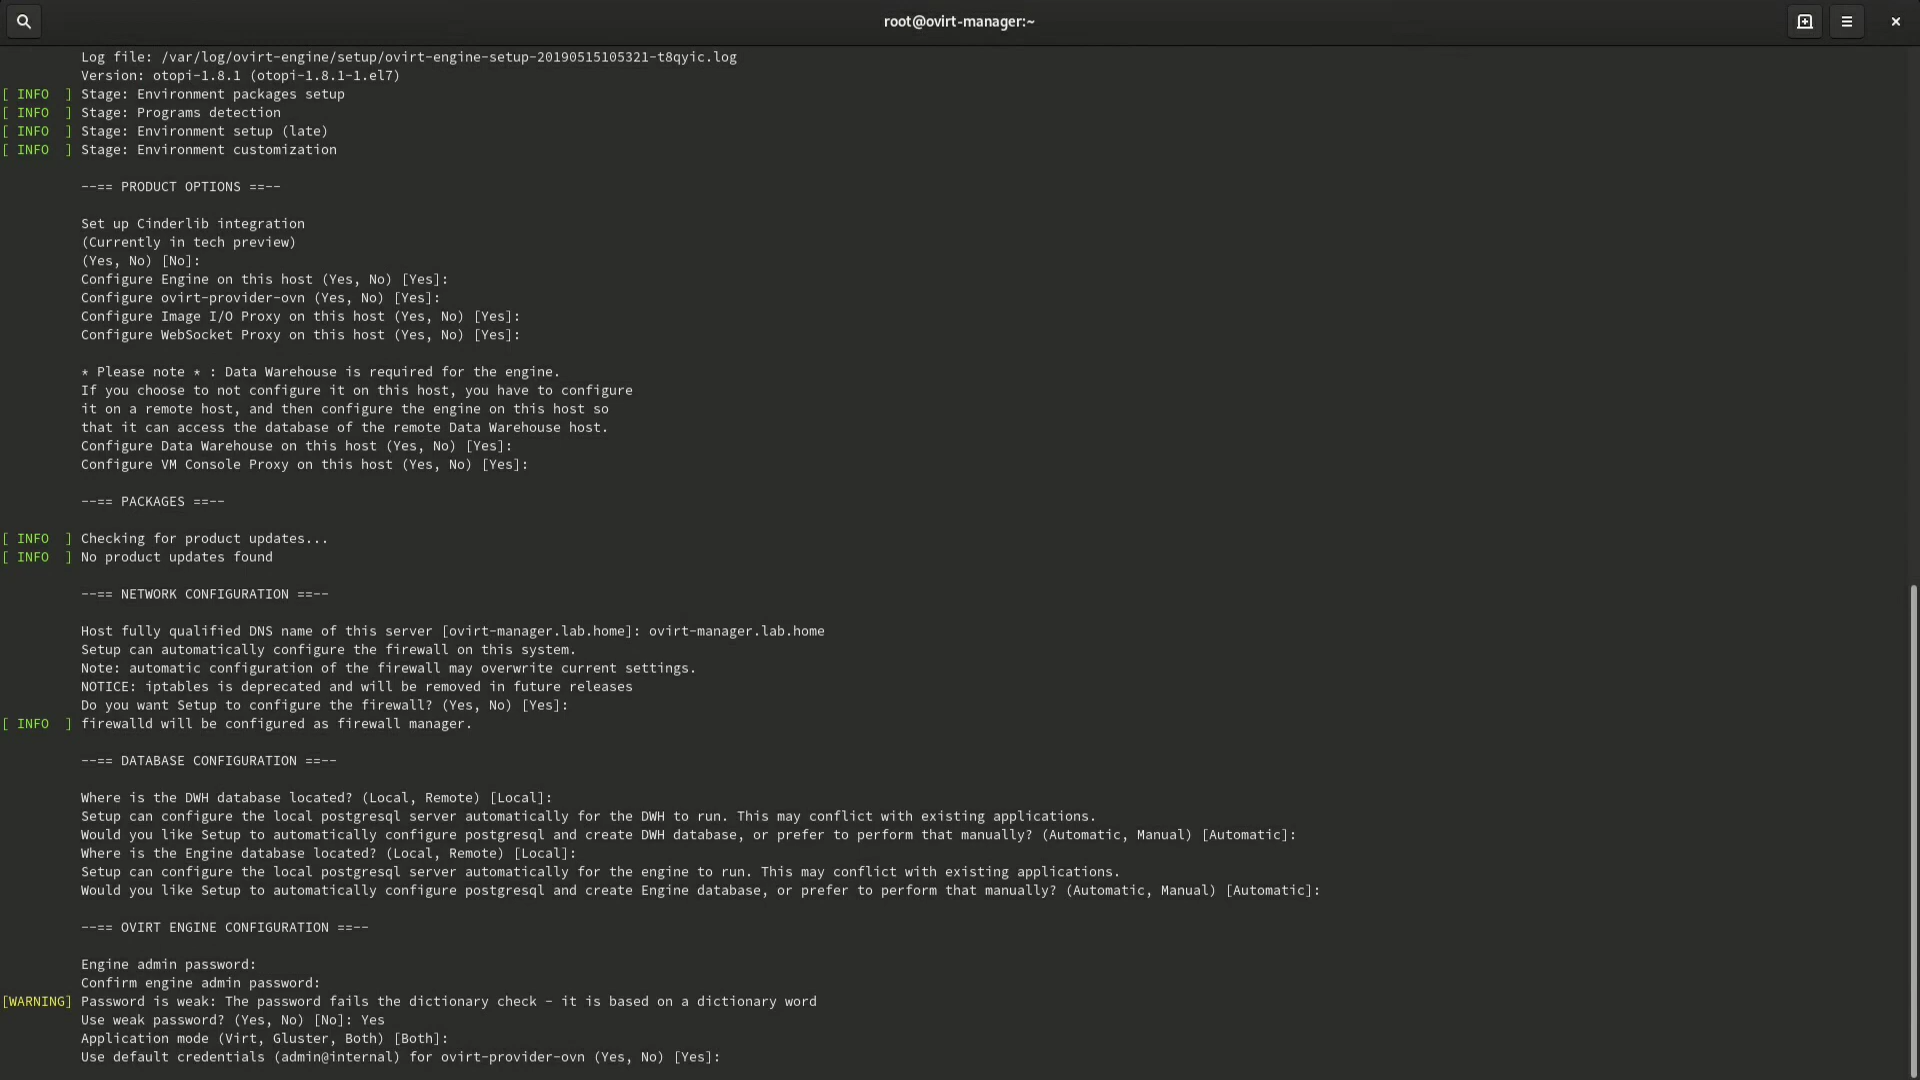 root@ovirt-manager:~
Log file: /var/log/ovirt-engine/setup/ovirt-engine-setup-20190515105321-t8qyic.log
Version: otopi-1.8.1 (otopi-1.8.1-1.el7)
[ INFO  ] Stage: Environment packages setup
[ INFO  ] Stage: Programs detection
[ INFO  ] Stage: Environment setup (late)
[ INFO  ] Stage: Environment customization
--== PRODUCT OPTIONS ==--
Set up Cinderlib integration
(Currently in tech preview)
(Yes, No) [No]:
Configure Engine on this host (Yes, No) [Yes]:
Configure ovirt-provider-ovn (Yes, No) [Yes]:
Configure Image I/O Proxy on this host (Yes, No) [Yes]:
Configure WebSocket Proxy on this host (Yes, No) [Yes]:
* Please note * : Data Warehouse is required for the engine.
If you choose to not configure it on this host, you have to configure
it on a remote host, and then configure the engine on this host so
that it can access the database of the remote Data Warehouse host.
Configure Data Warehouse on this host (Yes, No) [Yes]:
Configure VM Console Proxy on this host (Yes, No) [Yes]:
--== PACKAGES ==--
[ INFO  ] Checking for product updates...
[ INFO  ] No product updates found
--== NETWORK CONFIGURATION ==--
Host fully qualified DNS name of this server [ovirt-manager.lab.home]: ovirt-manager.lab.home
Setup can automatically configure the firewall on this system.
Note: automatic configuration of the firewall may overwrite current settings.
NOTICE: iptables is deprecated and will be removed in future releases
Do you want Setup to configure the firewall? (Yes, No) [Yes]:
[ INFO  ] firewalld will be configured as firewall manager.
--== DATABASE CONFIGURATION ==--
Where is the DWH database located? (Local, Remote) [Local]:
Setup can configure the local postgresql server automatically for the DWH to run. This may conflict with existing applications.
Would you like Setup to automatically configure postgresql and create DWH database, or prefer to perform that manually? (Automatic, Manual) [Automatic]:
Where is the Engine database located? (Local, Remote) [Local]:
Setup can configure the local postgresql server automatically for the engine to run. This may conflict with existing applications.
Would you like Setup to automatically configure postgresql and create Engine database, or prefer to perform that manually? (Automatic, Manual) [Automatic]:
--== OVIRT ENGINE CONFIGURATION ==--
Engine admin password:
Confirm engine admin password:
[WARNING] Password is weak: The password fails the dictionary check - it is based on a dictionary word
Use weak password? (Yes, No) [No]: Yes
Application mode (Virt, Gluster, Both) [Both]:
Use default credentials (admin@internal) for ovirt-provider-ovn (Yes, No) [Yes]: